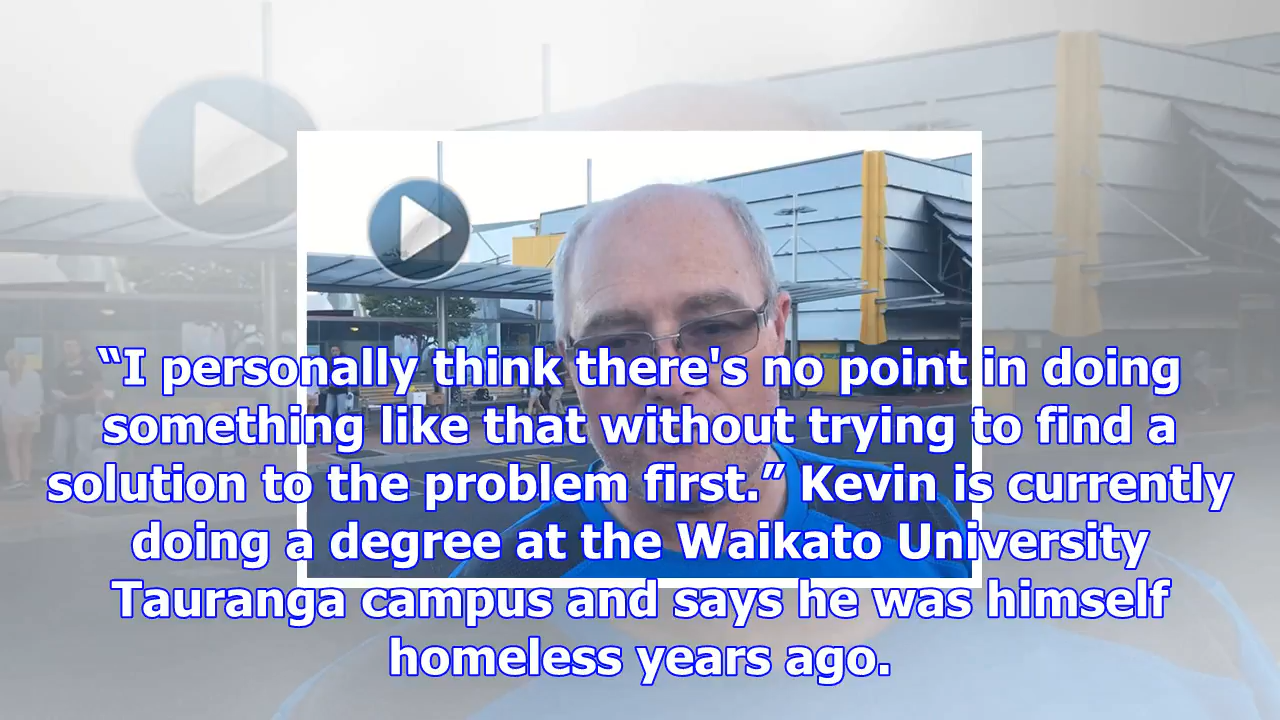 “I personally think there's no point in doing
something like that without trying to find a
solution to the problem first.” Kevin is currently
doing a degree at the Waikato University
Tauranga campus and says he was himself
homeless years ago.